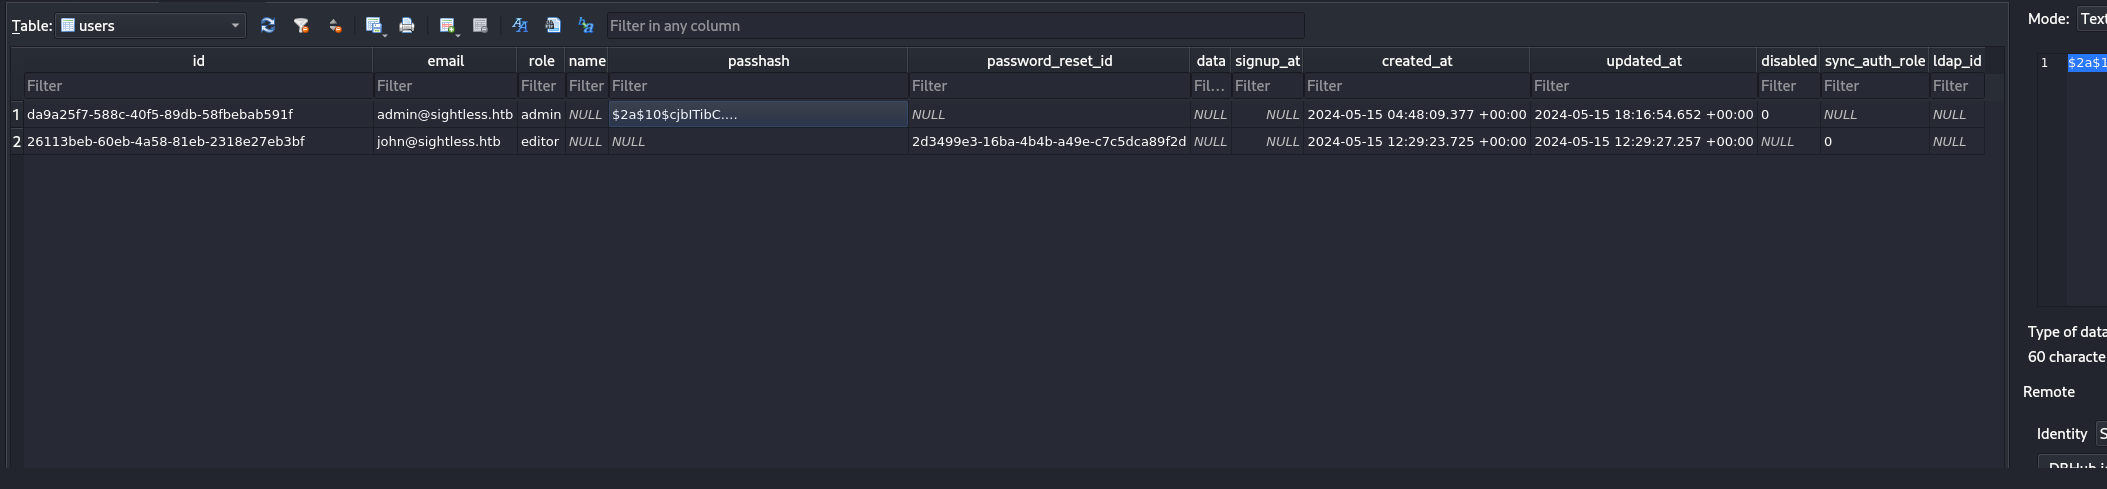 Mode: Text
Table: users Filter in any column
id email role name passhash password_reset_id data signup_at created_at updated_at disabled sync_auth_role ldap_id
1 $2a$1
Filter Filter Filter Filter Filter Filter Fil... Filter Filter Filter Filter Filter Filter
1 da9a25f7-588c-40f5-89db-58fbebab591f admin@sightless.htb admin NULL $2a$10$cjbITibC.... NULL NULL NULL 2024-05-15 04:48:09.377 +00:00 2024-05-15 18:16:54.652 +00:00 0 NULL NULL
2 26113beb-60eb-4a58-81eb-2318e27eb3bf john@sightless.htb editor NULL NULL 2d3499e3-16ba-4b4b-a49e-c7c5dca89f2d NULL NULL 2024-05-15 12:29:23.725 +00:00 2024-05-15 12:29:27.257 +00:00 NULL 0 NULL
Type of data
60 characte
Remote
Identity S